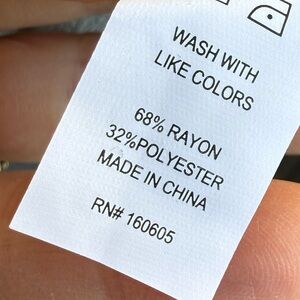 WASH WITH
LIKE COLORS
68% RAYON
32%POLYESTER
MADE IN CHINA
RN# 160605